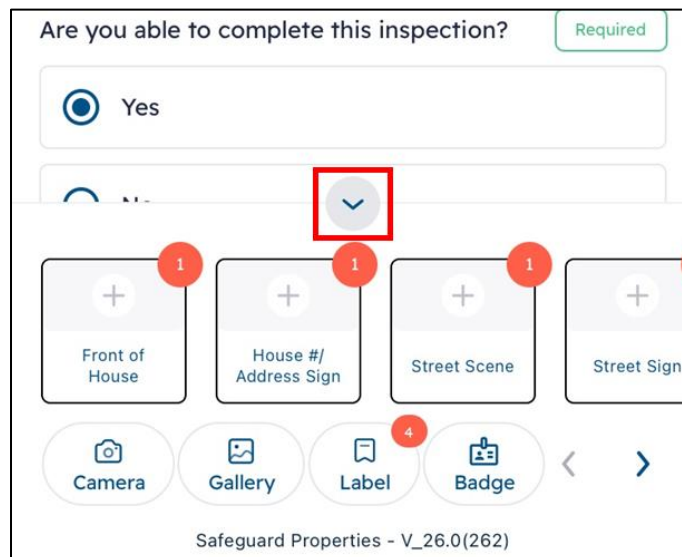 Are you able to complete this inspection?
Required
Yes
1
1
1
Front of
House
House #/
Address Sign
Street Scene
Street Sign
4
Camera
Gallery
Label
Badge
Safeguard Properties - V_26.0(262)